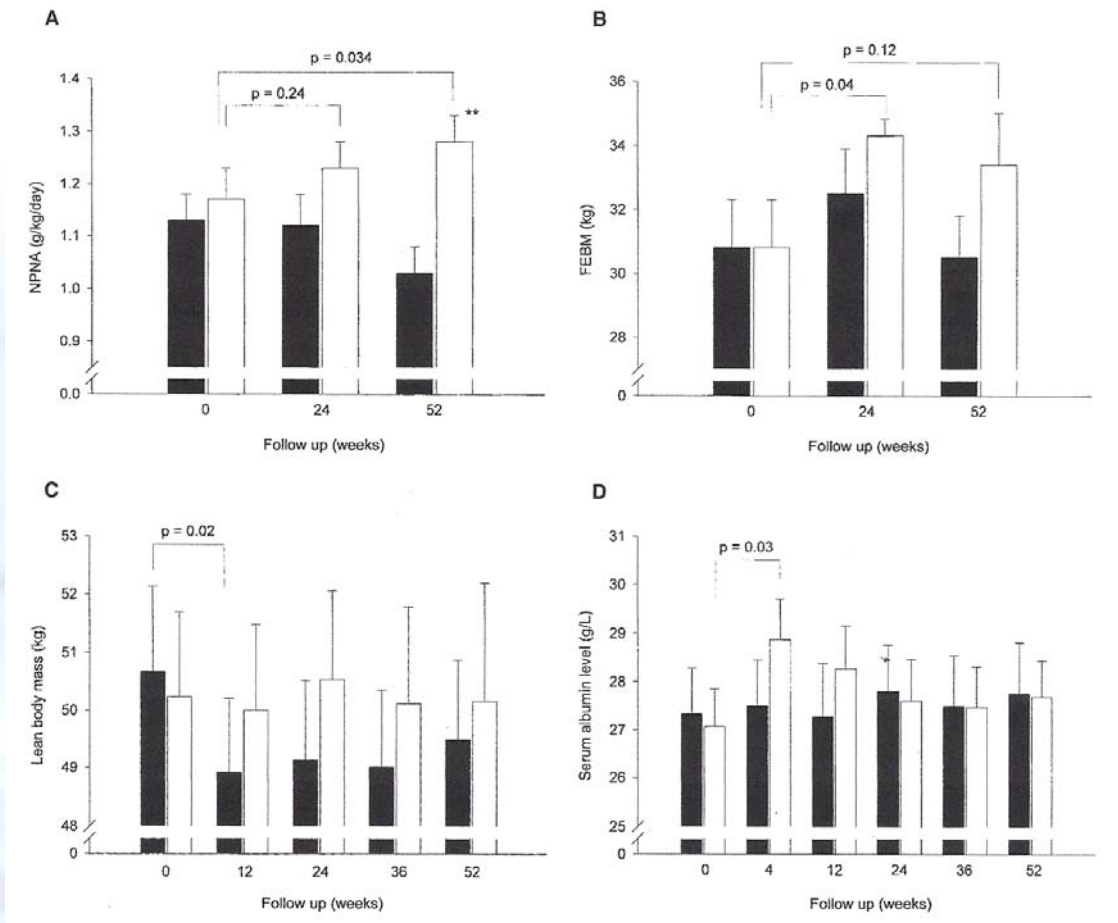 A
p = 0.034
p = 0.24
**
1.4
1.3
1.2
1.1
1.0
0.9
0.0
NPNA (g/kg/day)
0 24 52
Follow up (weeks)
B
p = 0.12
p = 0.04
36
34
32
30
28
0
FEBM (kg)
0 24 52
Follow up (weeks)
C
p = 0.02
53
52
51
50
49
48
0
Lean body mass (kg)
0 12 24 36 52
Follow up (weeks)
D
p = 0.03
31
30
29
28
27
26
25
0
Serum albumin level (g/L)
0 4 12 24 36 52
Follow up (weeks)